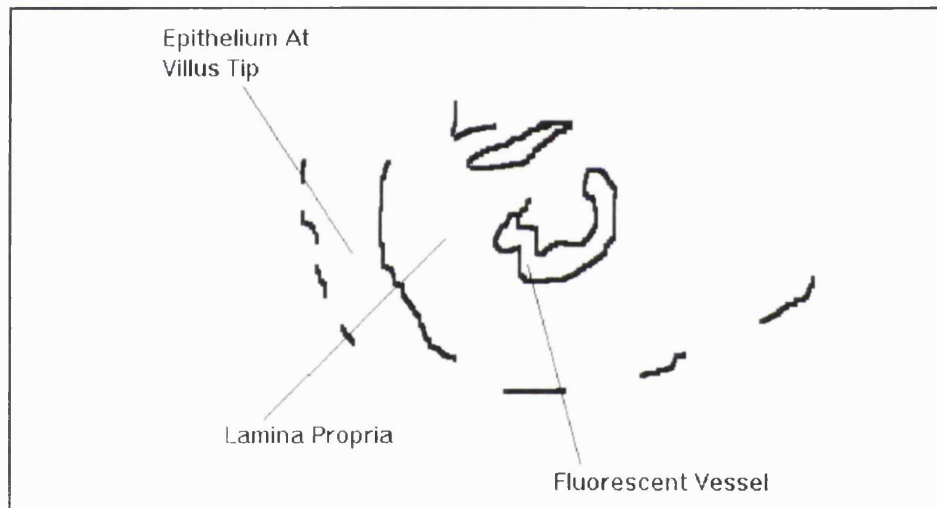 Epithelium At
Villus Tip
Lamina Propria
Fluorescent Vessel